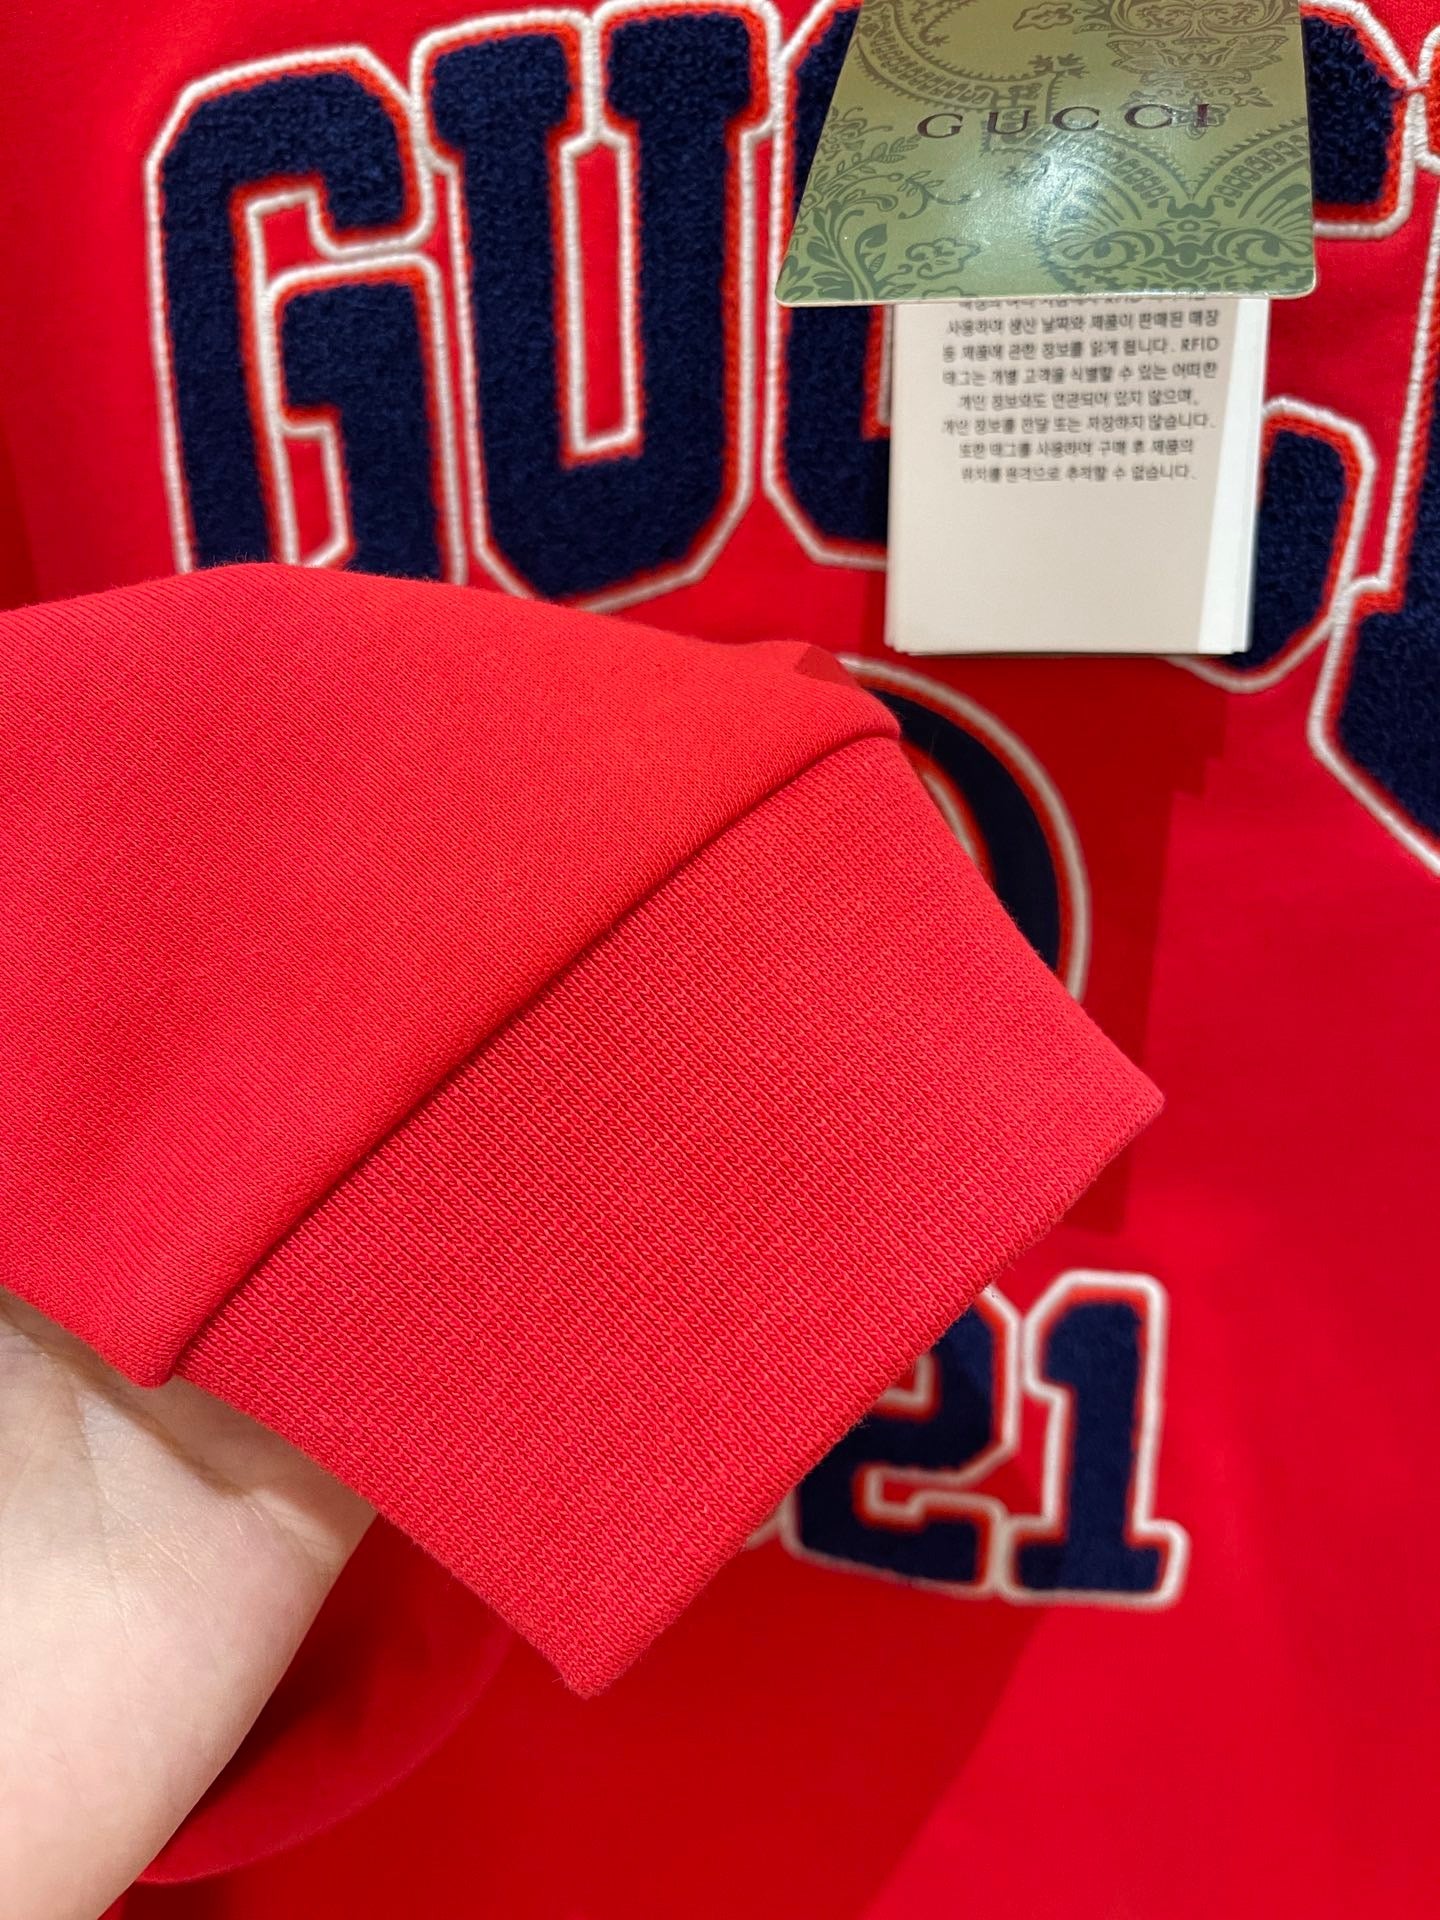 GUCCI
GUCC
사용하여 생산 날짜와 제품이 판매된 매장
등 제품에 관한 정보를 읽게 됩니다. RFID
태그는 개별 고객을 식별할 수 있는 어떠한
개인 정보와도 연관되어 있지 않으며,
개인 정보를 전달 또는 저장하지 않습니다.
또한 태그를 사용하여 구매 후 제품의
위치를 원격으로 추적할 수 없습니다.
21